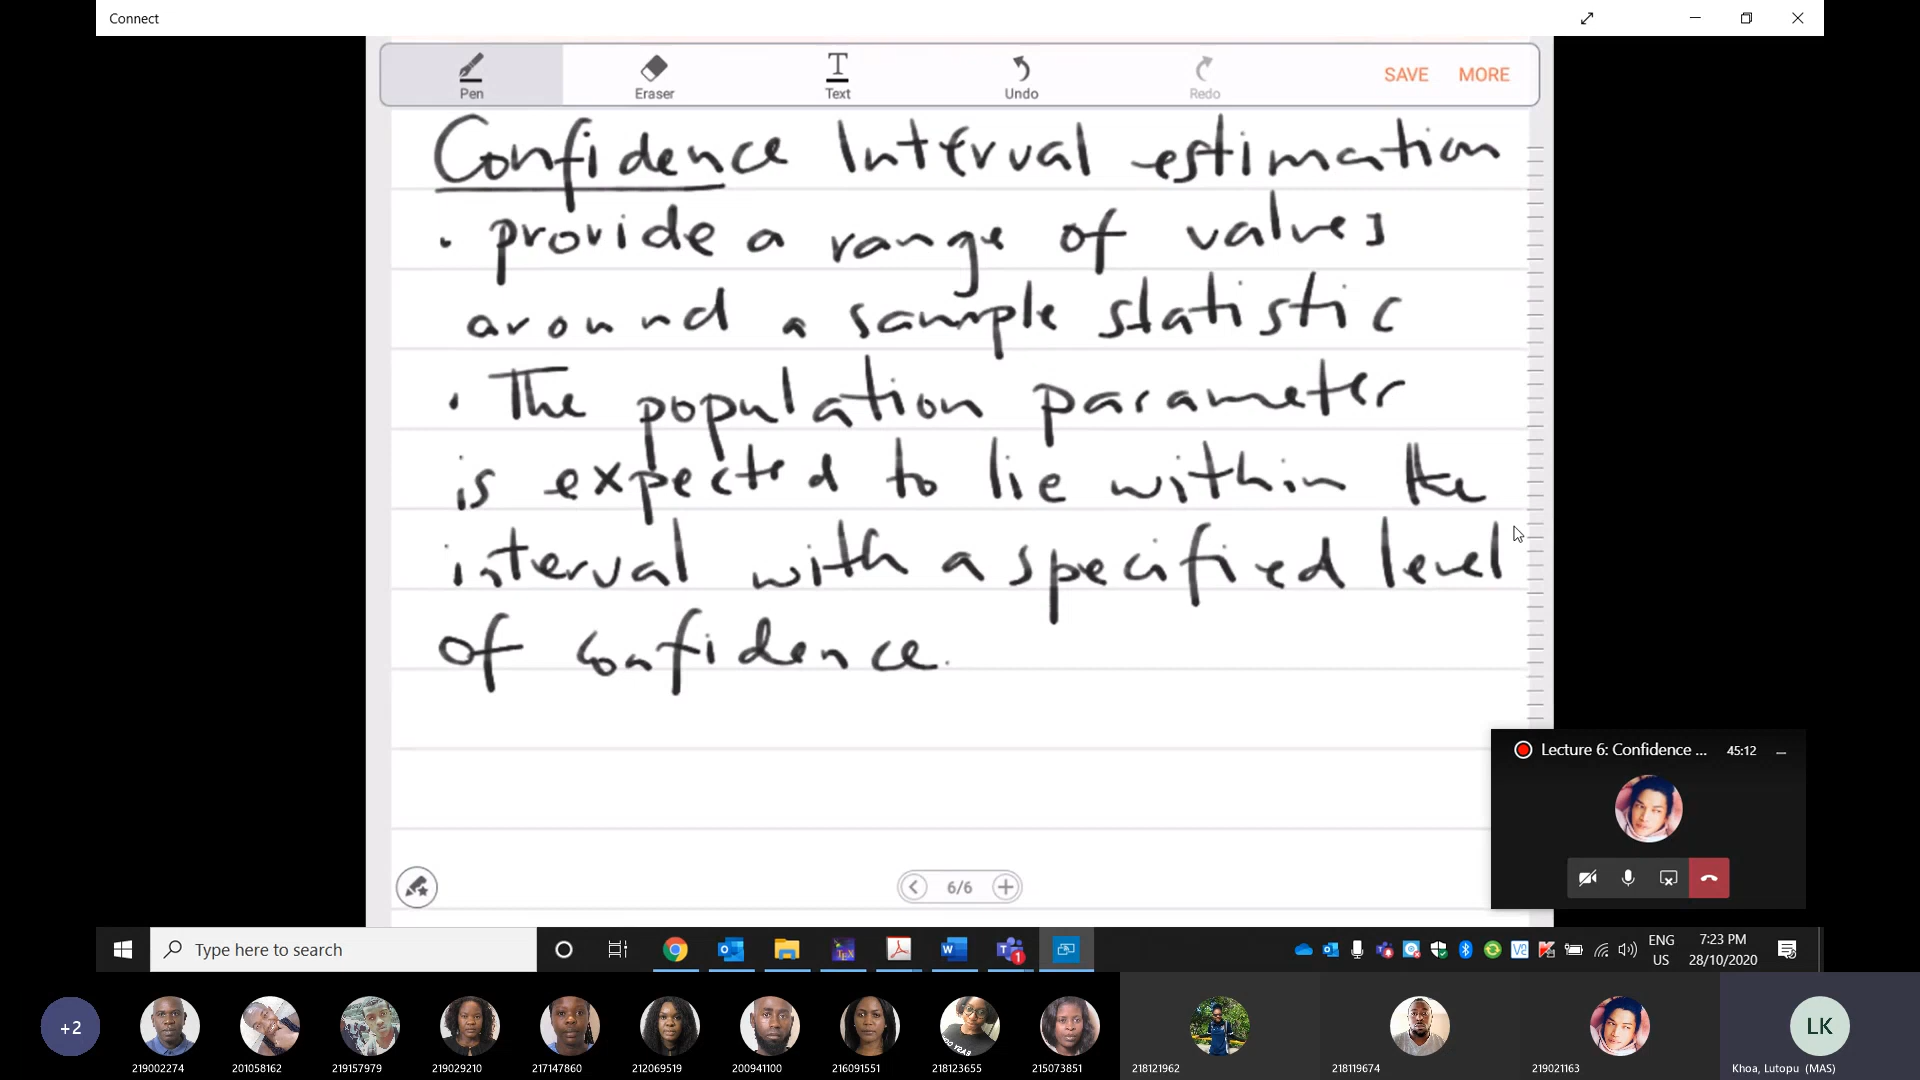 Connect
Pen
Eraser
Text
Undo
Redo
SAVE
MORE
Confidence Interval estimation
· provide a range of values
around a sample statistic
· The population parameter
is expected to lie within the
interval with a specified level
of confidence.
Lecture 6: Confidence ...
45:12
6/6
Type here to search
ENG
US
7:23 PM
28/10/2020
+2
219002274
201058162
219157979
219029210
217147860
212069519
200941100
216091551
218123655
215073851
218121962
218119674
219021163
LK
Khoa, Lutopu (MAS)